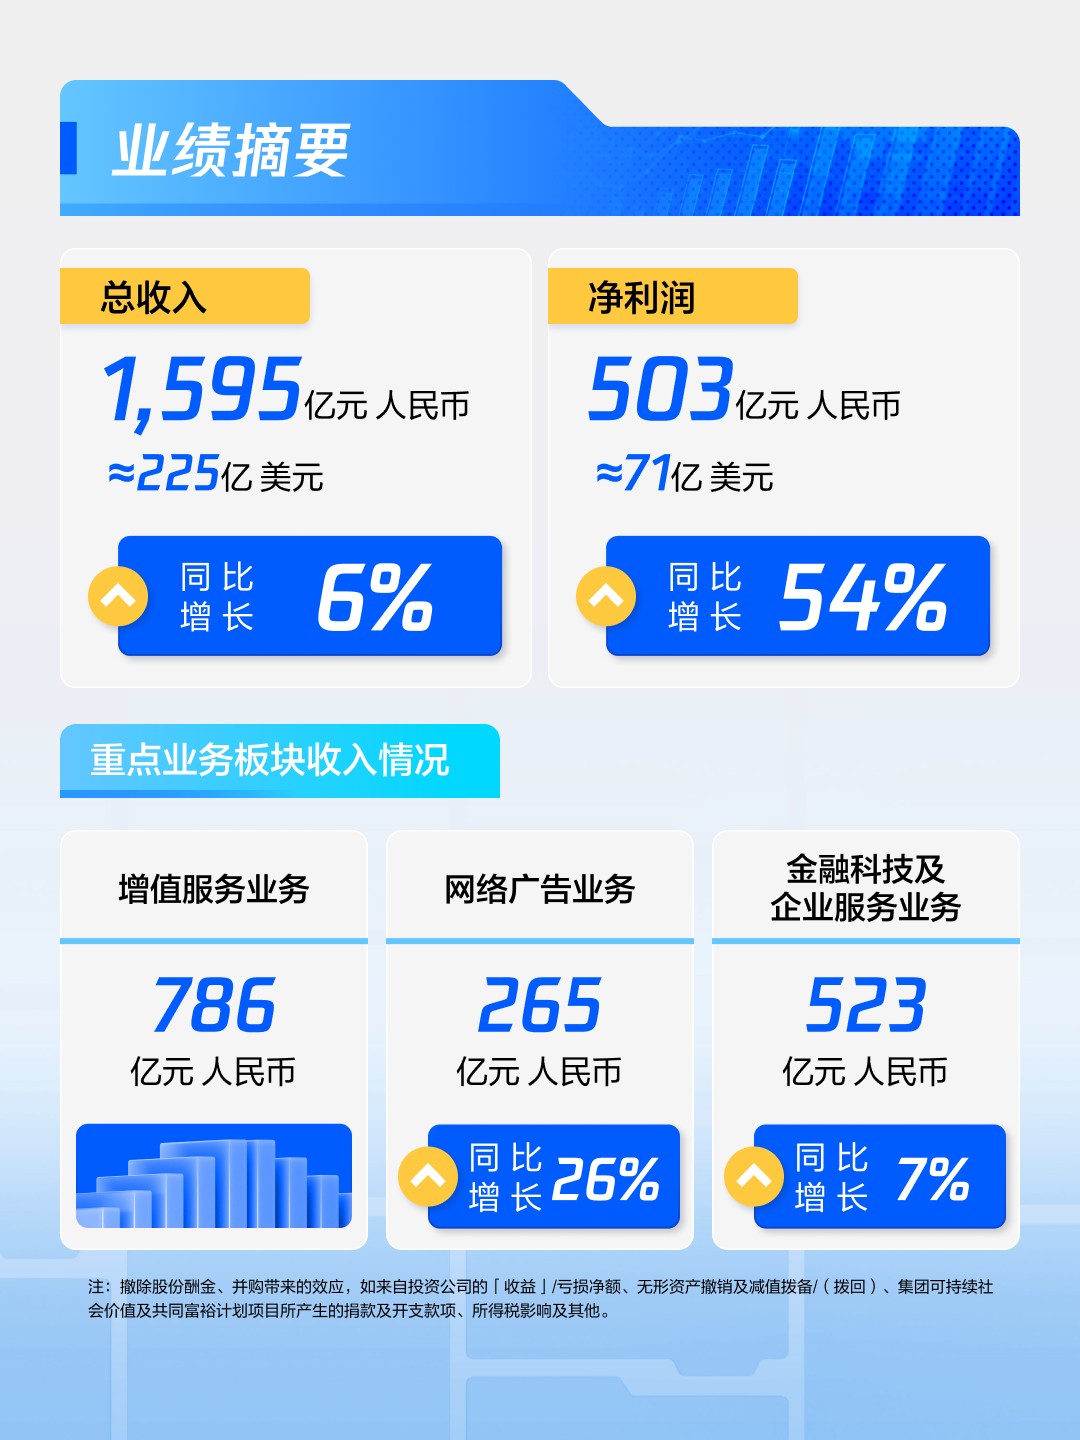 业绩摘要
总收入
1,595亿元 人民币
≈225亿 美元
同比
增长
6%
净利润
503亿元 人民币
≈71亿 美元
同比
增长
54%
重点业务板块收入情况
增值服务业务
786
亿元 人民币
网络广告业务
265
亿元 人民币
同比
增长
26%
金融科技及
企业服务业务
523
亿元 人民币
同比
增长
7%
注：撤除股份酬金、并购带来的效应，如来自投资公司的「收益」/亏损净额、无形资产撤销及减值拨备/（拨回）、集团可持续社
会价值及共同富裕计划项目所产生的捐款及开支款项、所得税影响及其他。